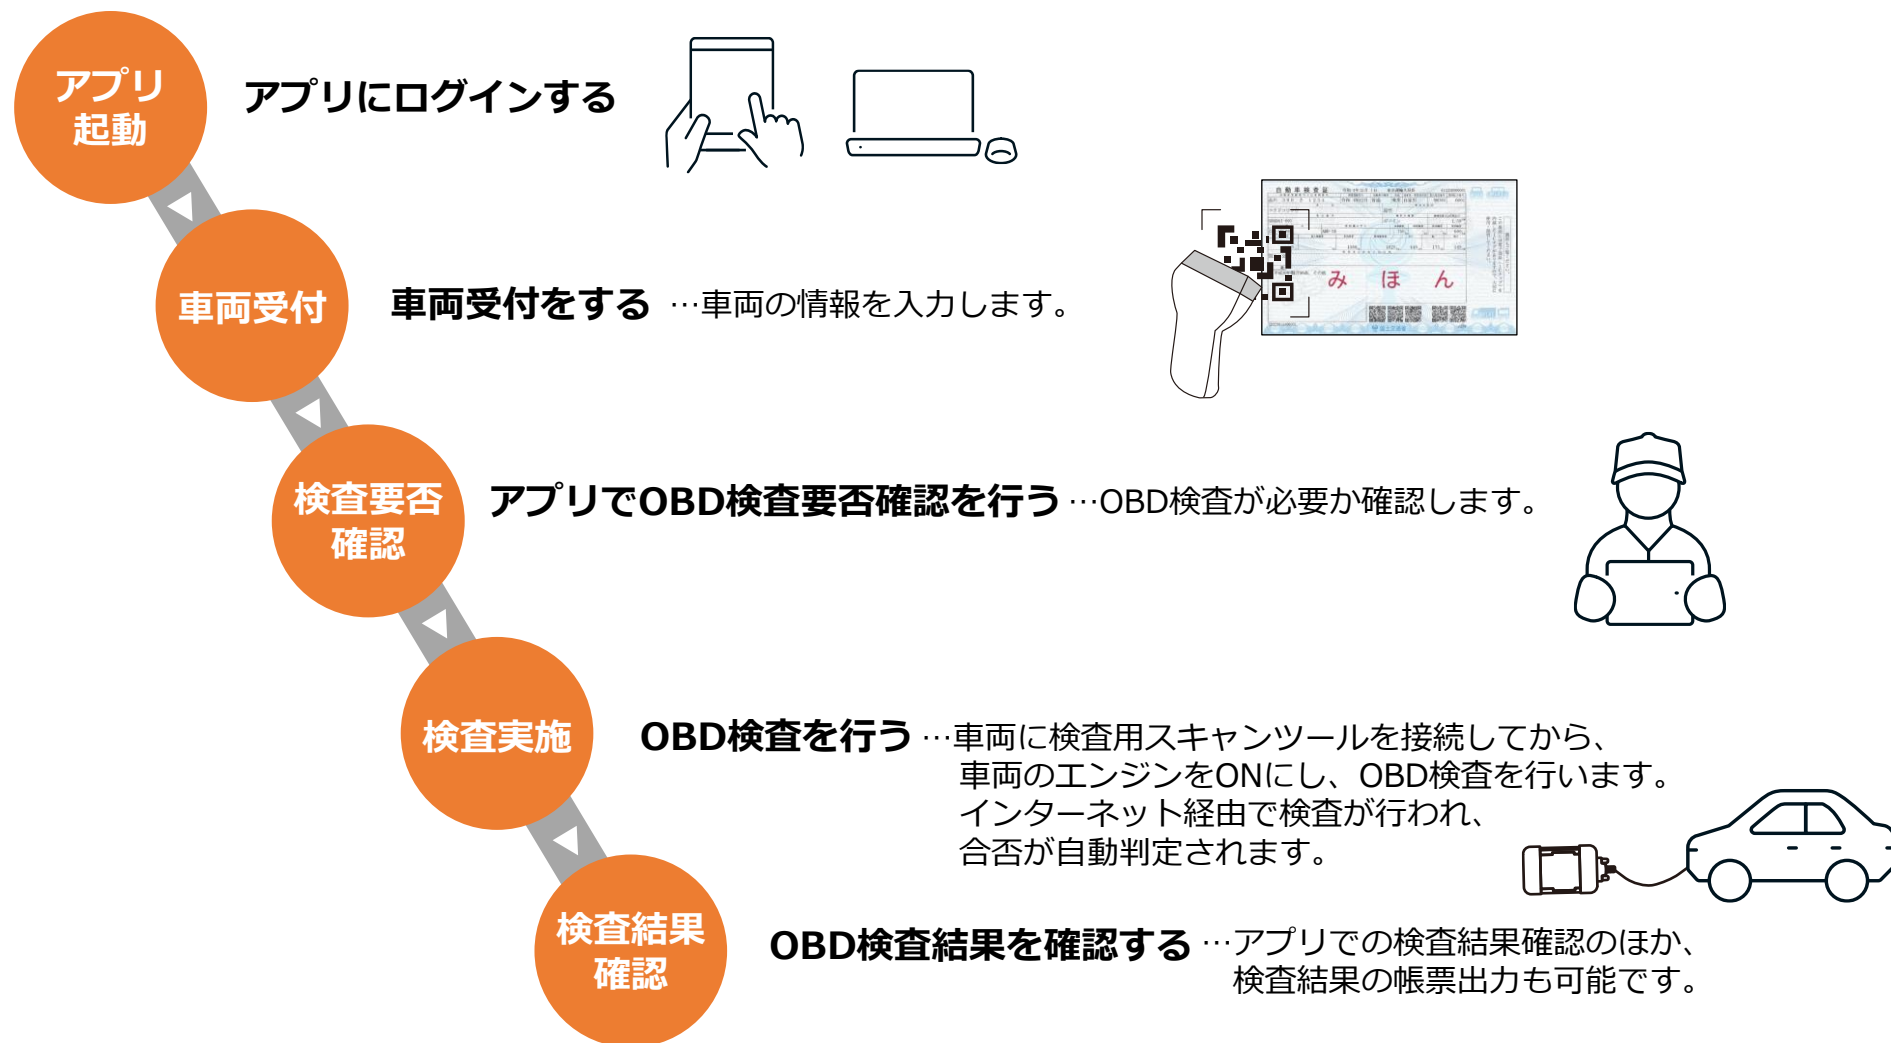 アプリ
起動
アプリにログインする
自動車検査証
車両受付
車両受付をする …車両の情報を入力します。
みほん
検査要否
確認
アプリでOBD検査要否確認を行う …OBD検査が必要か確認します。
検査実施
OBD検査を行う …車両に検査用スキャンツールを接続してから、
車両のエンジンをONにし、OBD検査を行います。
インターネット経由で検査が行われ、
合否が自動判定されます。
検査結果
確認
OBD検査結果を確認する …アプリでの検査結果確認のほか、
検査結果の帳票出力も可能です。